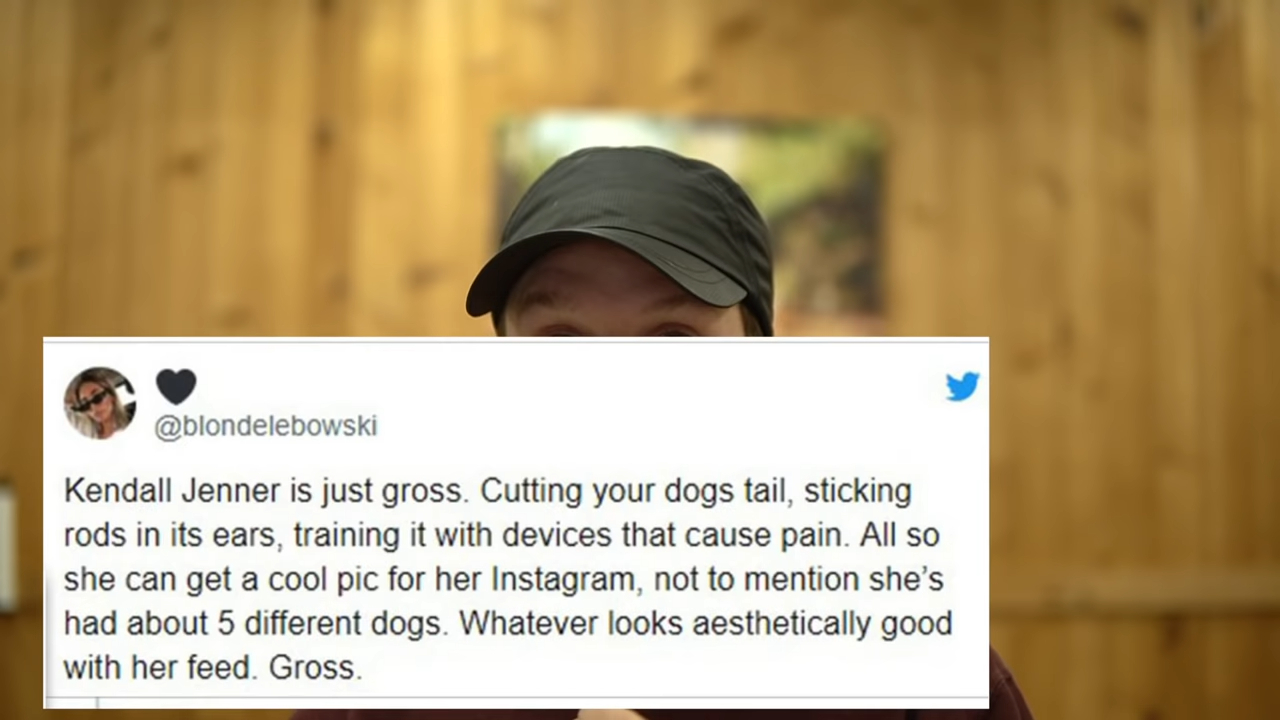 🖤
@blondelebowski
Kendall Jenner is just gross. Cutting your dogs tail, sticking
rods in its ears, training it with devices that cause pain. All so
she can get a cool pic for her Instagram, not to mention she’s
had about 5 different dogs. Whatever looks aesthetically good
with her feed. Gross.